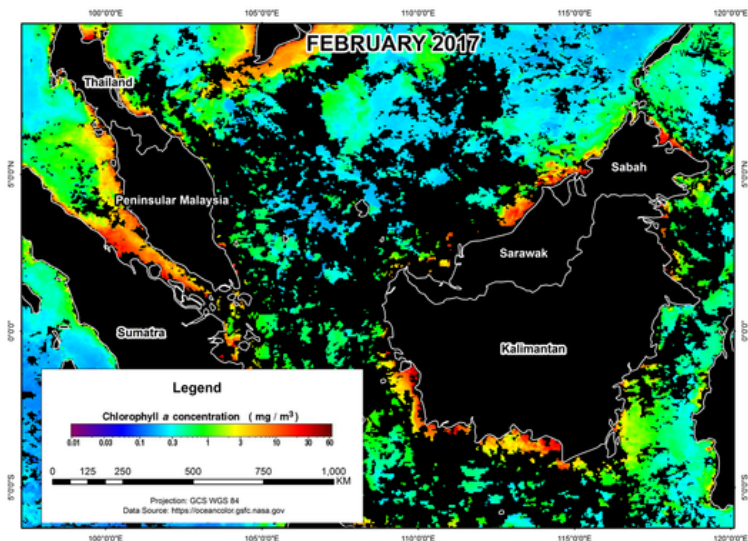 100°0'0"E
105°0'0"E
110°0'0"E
115°0'0"E
120°0'0"E
FEBRUARY 2017
Thailand
5°0'0"N
5°0'0"N
Sabah
Peninsular Malaysia
Sarawak
0°0'0"
0°0'0"
Sumatra
Kalimantan
Legend
Chlorophyll a concentration ( mg / m³)
0.01 0.03 0.1 0.3 1 3 10 30 60
0 125 250 500 750 1,000
KM
5°0'0"S
5°0'0"S
Projection: GCS WGS 84
Data Source: https://oceancolor.gsfc.nasa.gov
100°0'0"E
105°0'0"E
110°0'0"E
115°0'0"E
120°0'0"E